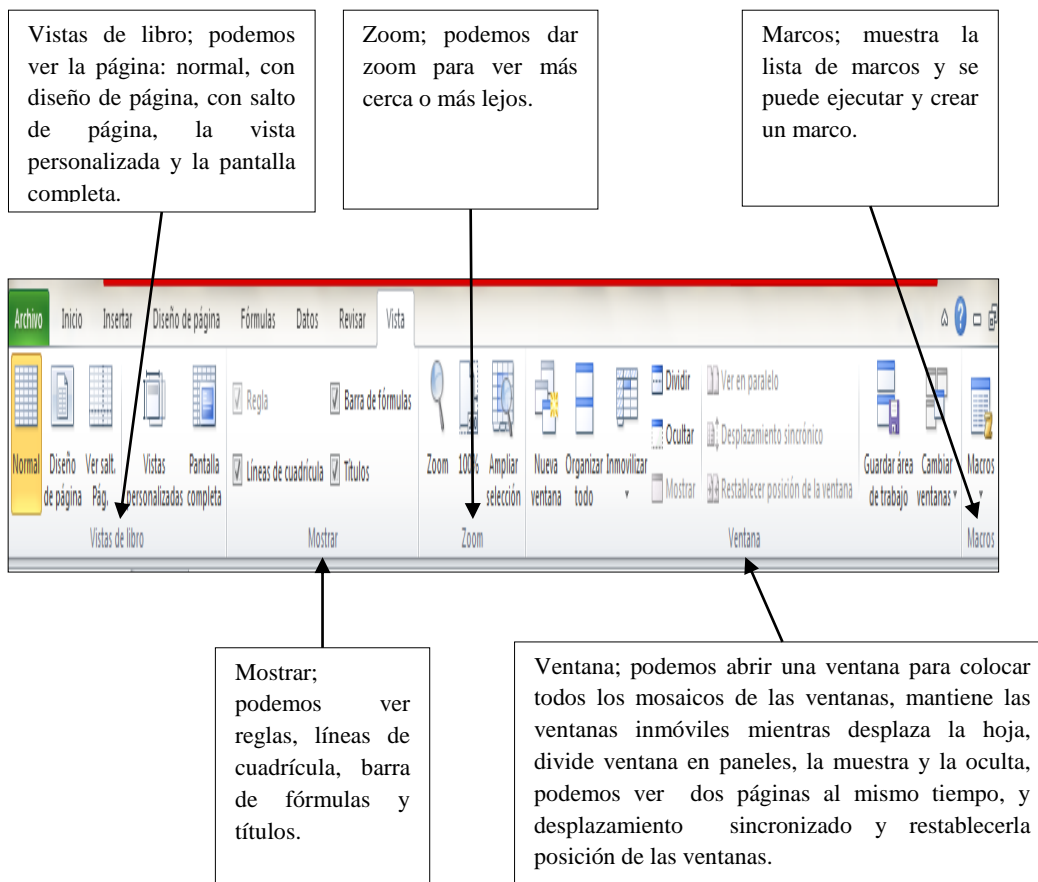 Vistas de libro; podemos
ver la página: normal, con
diseño de página, con salto
de página, la vista
personalizada y la pantalla
completa.
Zoom; podemos dar
zoom para ver más
cerca o más lejos.
Marcos; muestra la
lista de marcos y se
puede ejecutar y crear
un marco.
Archivo Inicio Insertar Diseño de página Fórmulas Datos Revisar Vista
Normal
Diseño
de página
Ver salt.
Pág.
Vistas
personalizadas
Pantalla
completa
Vistas de libro
Regla
Barra de fórmulas
Líneas de cuadrícula
Títulos
Mostrar
Zoom
100%
Ampliar
selección
Zoom
Nueva
ventana
Organizar
todo
Inmovilizar
Dividir
Ocultar
Mostrar
Ver en paralelo
Desplazamiento sincrónico
Restablecer posición de la ventana
Guardar área
de trabajo
Cambiar
ventanas
Ventana
Macros
Macros
Mostrar;
podemos ver
reglas, líneas de
cuadrícula, barra
de fórmulas y
títulos.
Ventana; podemos abrir una ventana para colocar
todos los mosaicos de las ventanas, mantiene las
ventanas inmóviles mientras desplaza la hoja,
divide ventana en paneles, la muestra y la oculta,
podemos ver dos páginas al mismo tiempo, y
desplazamiento sincronizado y restablecerla
posición de las ventanas.